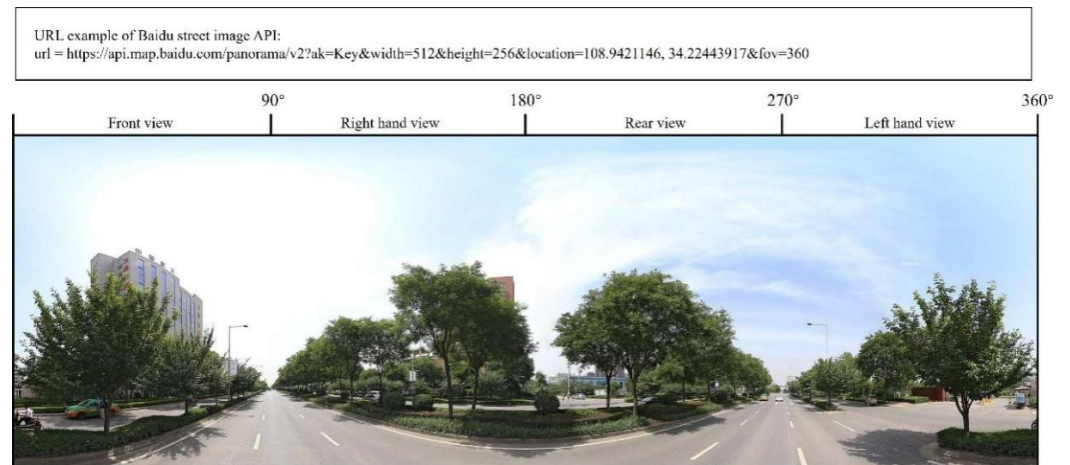 URL example of Baidu street image API:
url = https://api.map.baidu.com/panorama/v2?ak=Key&width=512&height=256&location=108.9421146, 34.22443917&fov=360
90° 180° 270° 360°
Front view Right hand view Rear view Left hand view